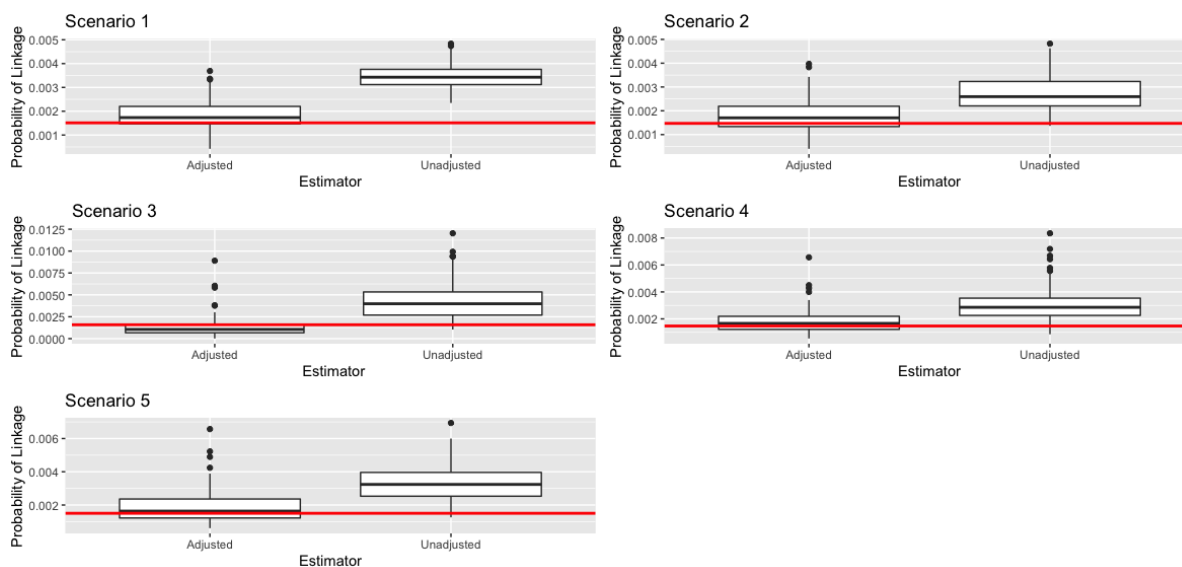 Scenario 1
Probability of Linkage
0.005
0.004
0.003
0.002
0.001
Adjusted
Unadjusted
Estimator
Scenario 2
Probability of Linkage
0.005
0.004
0.003
0.002
0.001
Adjusted
Unadjusted
Estimator
Scenario 3
Probability of Linkage
0.0125
0.0100
0.0075
0.0050
0.0025
0.0000
Adjusted
Unadjusted
Estimator
Scenario 4
Probability of Linkage
0.008
0.006
0.004
0.002
Adjusted
Unadjusted
Estimator
Scenario 5
Probability of Linkage
0.006
0.004
0.002
Adjusted
Unadjusted
Estimator